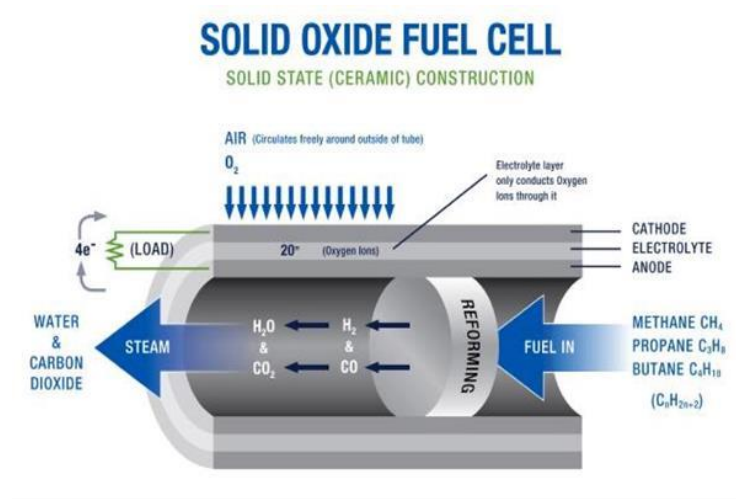 SOLID OXIDE FUEL CELL
SOLID STATE (CERAMIC) CONSTRUCTION
AIR (Circulates freely around outside of tube)
O₂
Electrolyte layer
only conducts Oxygen
Ions through it
CATHODE
ELECTROLYTE
ANODE
4e⁻
(LOAD)
20⁼ (Oxygen Ions)
WATER
&
CARBON
DIOXIDE
STEAM
H₂O
&
CO₂
H₂
&
CO
REFORMING
FUEL IN
METHANE CH₄
PROPANE C₃H₈
BUTANE C₄H₁₀
(CₙH₂ₙ₊₂)